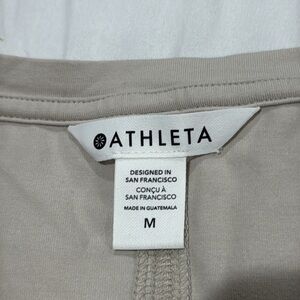 ATHLETA
DESIGNED IN
SAN FRANCISCO
CONÇU À
SAN FRANCISCO
MADE IN GUATEMALA
M